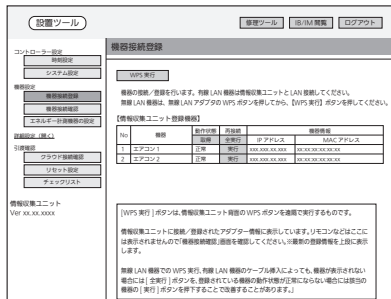 設置ツール
修理ツール
IB/IM 閲覧
ログアウト
コントローラー設定
時刻設定
システム設定
機器設定
機器接続登録
機器接続確認
エネルギー計測機器の設定
詳細設定（開く）
引渡確認
クラウド接続確認
リセット設定
チェックリスト
情報収集ユニット
Ver xx.xx.xxxx
機器接続登録
WPS 実行
機器の接続／登録を行います。有線 LAN 機器は情報収集ユニットと LAN 接続してください。
無線 LAN 機器は、無線 LAN アダプタの WPS ボタンを押してから、【WPS 実行】ボタンを押してください。
【情報収集ユニット登録機器】
No 機器 動作状態 再接続 機器情報
取得 全実行 IP アドレス MAC アドレス
1 エアコン 1 正常 実行 xxx.xxx.xx.xxx xx:xx:xx:xx:xx:xx
2 エアコン 2 正常 実行 xxx.xxx.xx.xxx xx:xx:xx:xx:xx:xx
[WPS 実行 ] ボタンは、情報収集ユニット背面の WPS ボタンを遠隔で実行するものです。
情報収集ユニットに接続／登録されたアダプター情報に表示しています。リモコンなどはここに
は表示されませんので「機器接続確認」画面を確認してください。※最新の登録情報を上段に表示
します。
無線 LAN 機器での WPS 実行、有線 LAN 機器のケーブル挿入によっても、機器が表示されない
場合には [ 全実行 ] ボタンを、登録されている機器の動作状態が正常にならない場合には該当の
機器の [ 実行 ] ボタンを押下することで改善することがあります。』